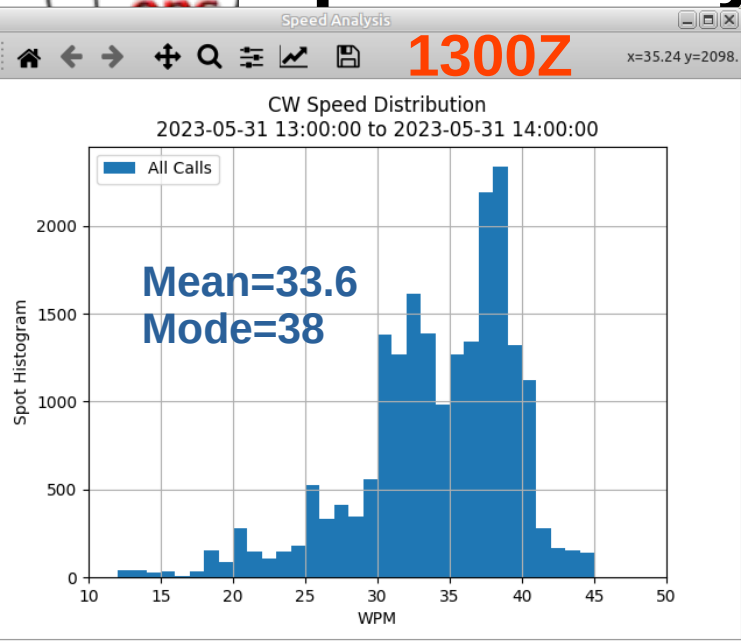 Speed Analysis
1300Z
x=35.24 y=2098.
CW Speed Distribution
2023-05-31 13:00:00 to 2023-05-31 14:00:00
All Calls
Mean=33.6
Mode=38
Spot Histogram
2000
1500
1000
500
0
10 15 20 25 30 35 40 45 50
WPM